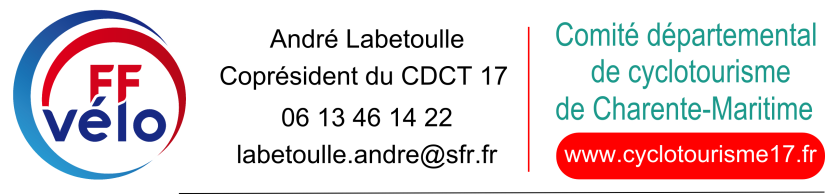 FF
vélo
André Labetoulle
Coprésident du CDCT 17
06 13 46 14 22
labetoulle.andre@sfr.fr
Comité départemental
de cyclotourisme
de Charente-Maritime
www.cyclotourisme17.fr